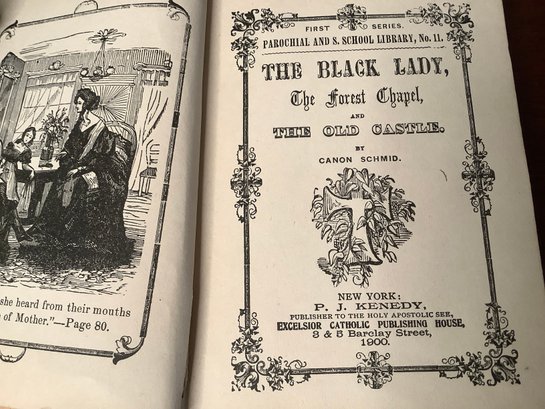 she heard from their mouths
of Mother."—Page 80.
FIRST SERIES.
PAROCHIAL AND S. SCHOOL LIBRARY, No. 11.
THE BLACK LADY,
The Forest Chapel,
AND
THE OLD CASTLE.
BY
CANON SCHMID.
NEW YORK:
P. J. KENEDY,
PUBLISHER TO THE HOLY APOSTOLIC SEE,
EXCELSIOR CATHOLIC PUBLISHING HOUSE,
3 & 5 Barclay Street,
1900.